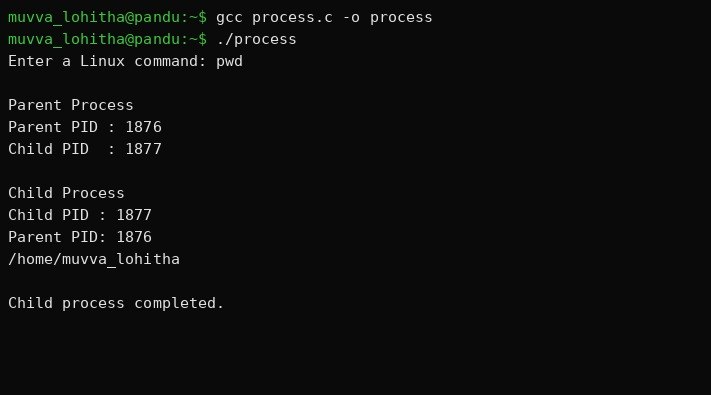 muvva_lohitha@pandu:~$ gcc process.c -o process
muvva_lohitha@pandu:~$ ./process
Enter a Linux command: pwd
Parent Process
Parent PID : 1876
Child PID  : 1877
Child Process
Child PID : 1877
Parent PID: 1876
/home/muvva_lohitha
Child process completed.